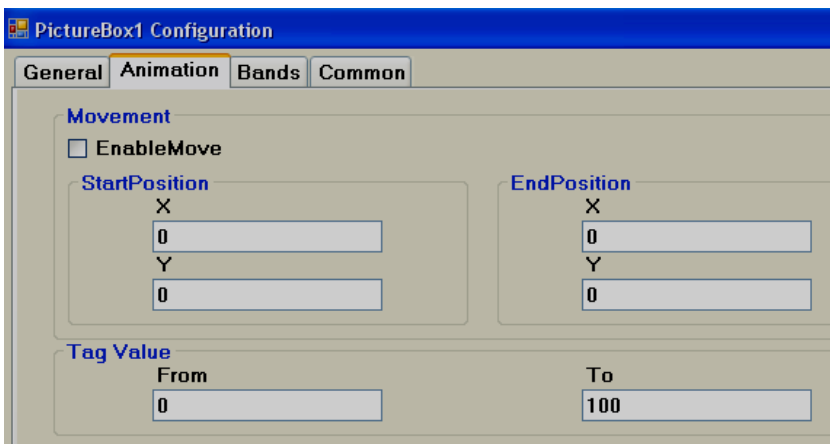 PictureBox1 Configuration
General Animation Bands Common
Movement
EnableMove
StartPosition EndPosition
X X
0 0
Y Y
0 0
Tag Value
From To
0 100